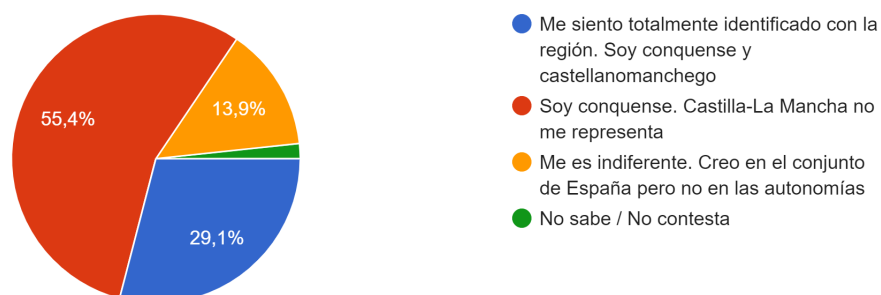 55,4%
13,9%
29,1%
Me siento totalmente identificado con la
región. Soy conquense y
castellanomanchego
Soy conquense. Castilla-La Mancha no
me representa
Me es indiferente. Creo en el conjunto
de España pero no en las autonomías
No sabe / No contesta